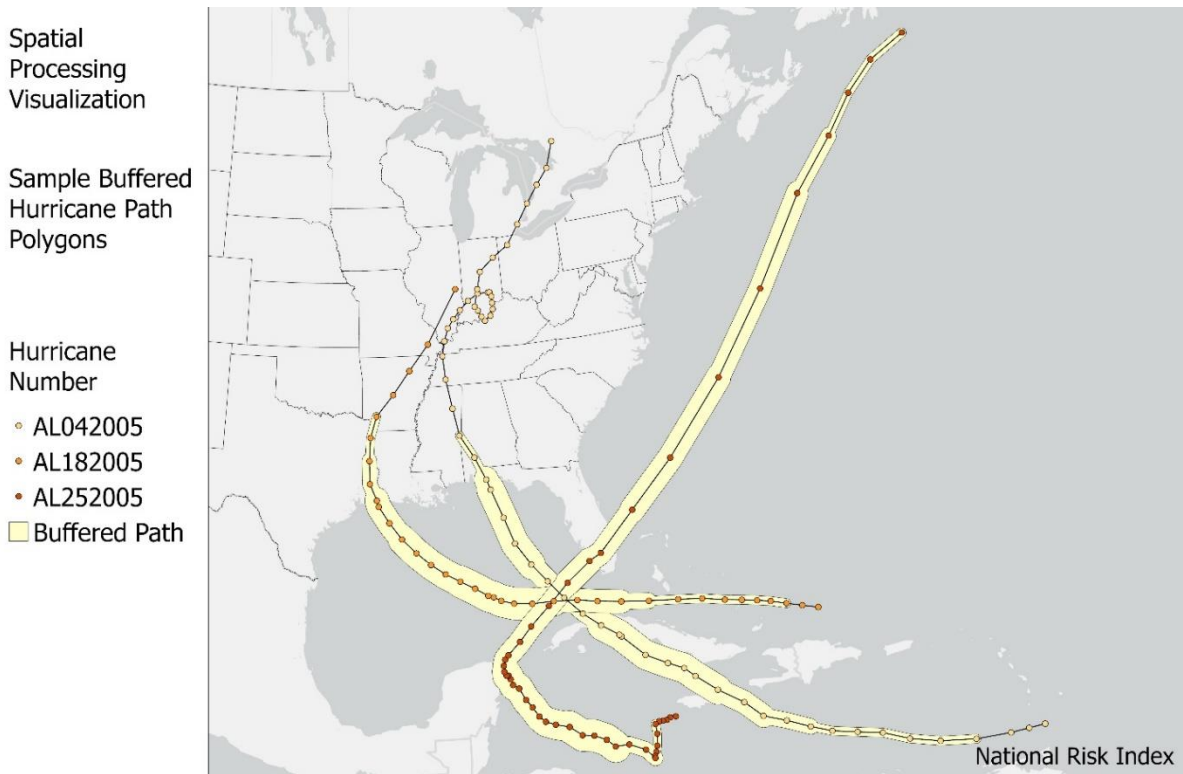 Spatial
Processing
Visualization
Sample Buffered
Hurricane Path
Polygons
Hurricane
Number
AL042005
AL182005
AL252005
Buffered Path
National Risk Index